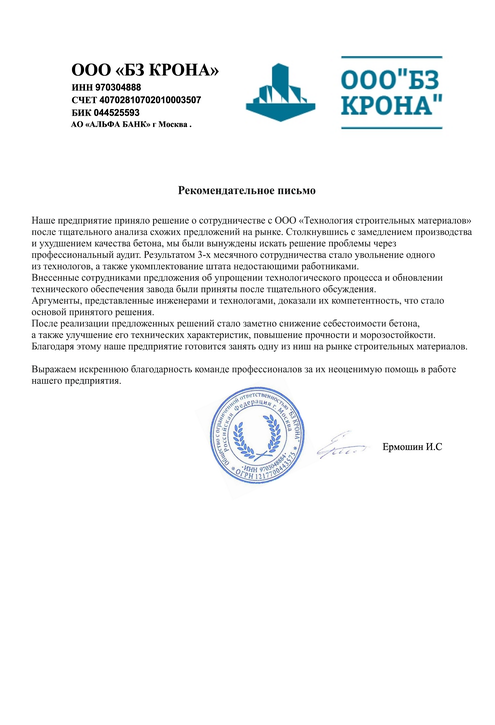 ООО «БЗ КРОНА»
ИНН 970304888
СЧЕТ 40702810702010003507
БИК 044525593
АО «АЛЬФА БАНК» г Москва .
ООО"БЗ
КРОНА"
Рекомендательное письмо
Наше предприятие приняло решение о сотрудничестве с ООО «Технология строительных материалов»
после тщательного анализа схожих предложений на рынке. Столкнувшись с замедлением производства
и ухудшением качества бетона, мы были вынуждены искать решение проблемы через
профессиональный аудит. Результатом 3-х месячного сотрудничества стало увольнение одного
из технологов, а также укомплектование штата недостающими работниками.
Внесенные сотрудниками предложения об упрощении технологического процесса и обновлении
технического обеспечения завода были приняты после тщательного обсуждения.
Аргументы, представленные инженерами и технологами, доказали их компетентность, что стало
основой принятого решения.
После реализации предложенных решений стало заметно снижение себестоимости бетона,
а также улучшение его технических характеристик, повышение прочности и морозостойкости.
Благодаря этому наше предприятие готовится занять одну из ниш на рынке строительных материалов.
Выражаем искреннюю благодарность команде профессионалов за их неоценимую помощь в работе
нашего предприятия.
Общество с ограниченной ответственностью "БЗ КРОНА"
Российская Федерация г. Москва
ИНН 9703048884
ОГРН 1217700443575
Ермошин И.С